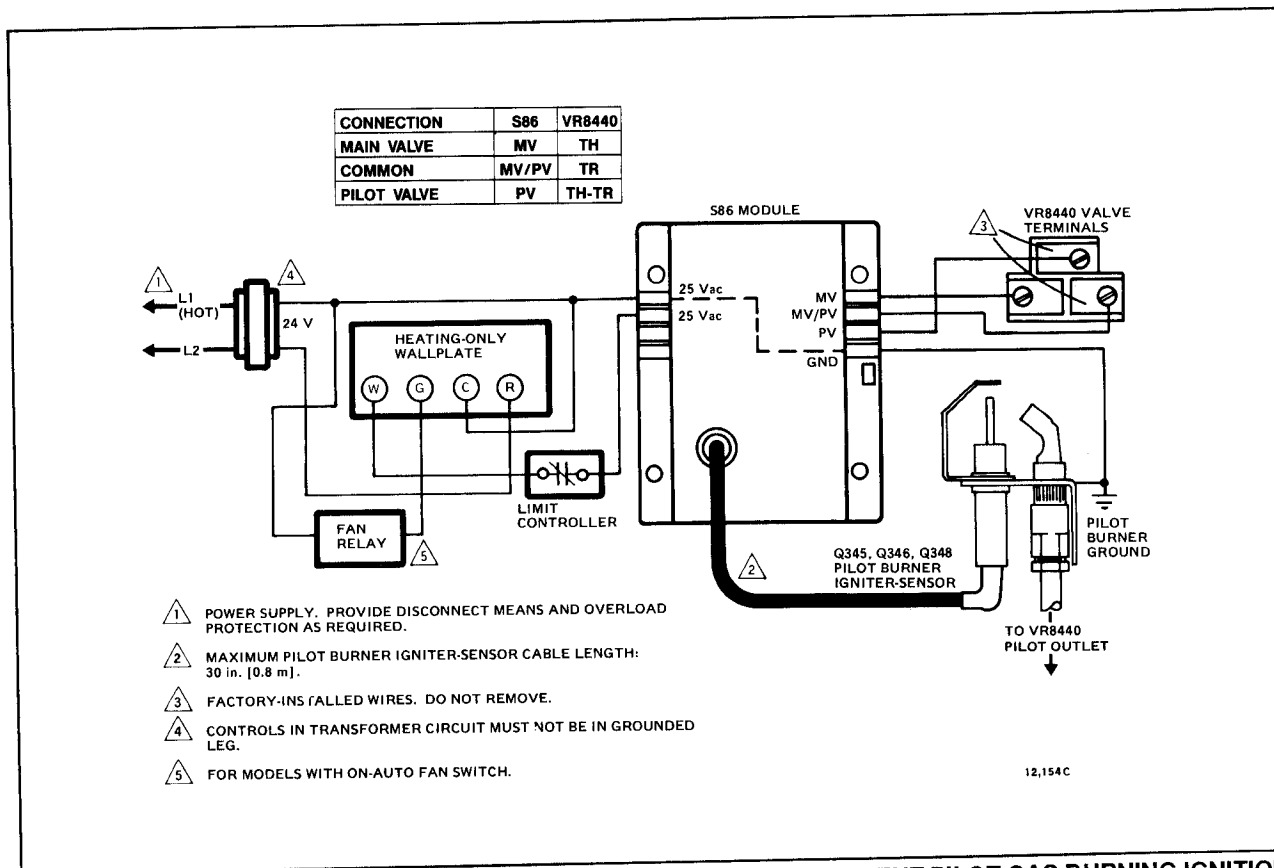 CONNECTION S86 VR8440
MAIN VALVE MV TH
COMMON MV/PV TR
PILOT VALVE PV TH-TR
S86 MODULE
3
VR8440 VALVE
TERMINALS
1
4
L1
(HOT)
24 V
L2
25 Vac
25 Vac
MV
MV/PV
PV
GND
HEATING-ONLY
WALLPLATE
W G C R
LIMIT
CONTROLLER
FAN
RELAY
5
2
Q345, Q346, Q348
PILOT BURNER
IGNITER-SENSOR
PILOT
BURNER
GROUND
TO VR8440
PILOT OUTLET
1 POWER SUPPLY. PROVIDE DISCONNECT MEANS AND OVERLOAD
PROTECTION AS REQUIRED.
2 MAXIMUM PILOT BURNER IGNITER-SENSOR CABLE LENGTH:
30 in. [0.8 m].
3 FACTORY-INSTALLED WIRES. DO NOT REMOVE.
4 CONTROLS IN TRANSFORMER CIRCUIT MUST NOT BE IN GROUNDED
LEG.
5 FOR MODELS WITH ON-AUTO FAN SWITCH.
12,154C
PILOT GAS BURNING